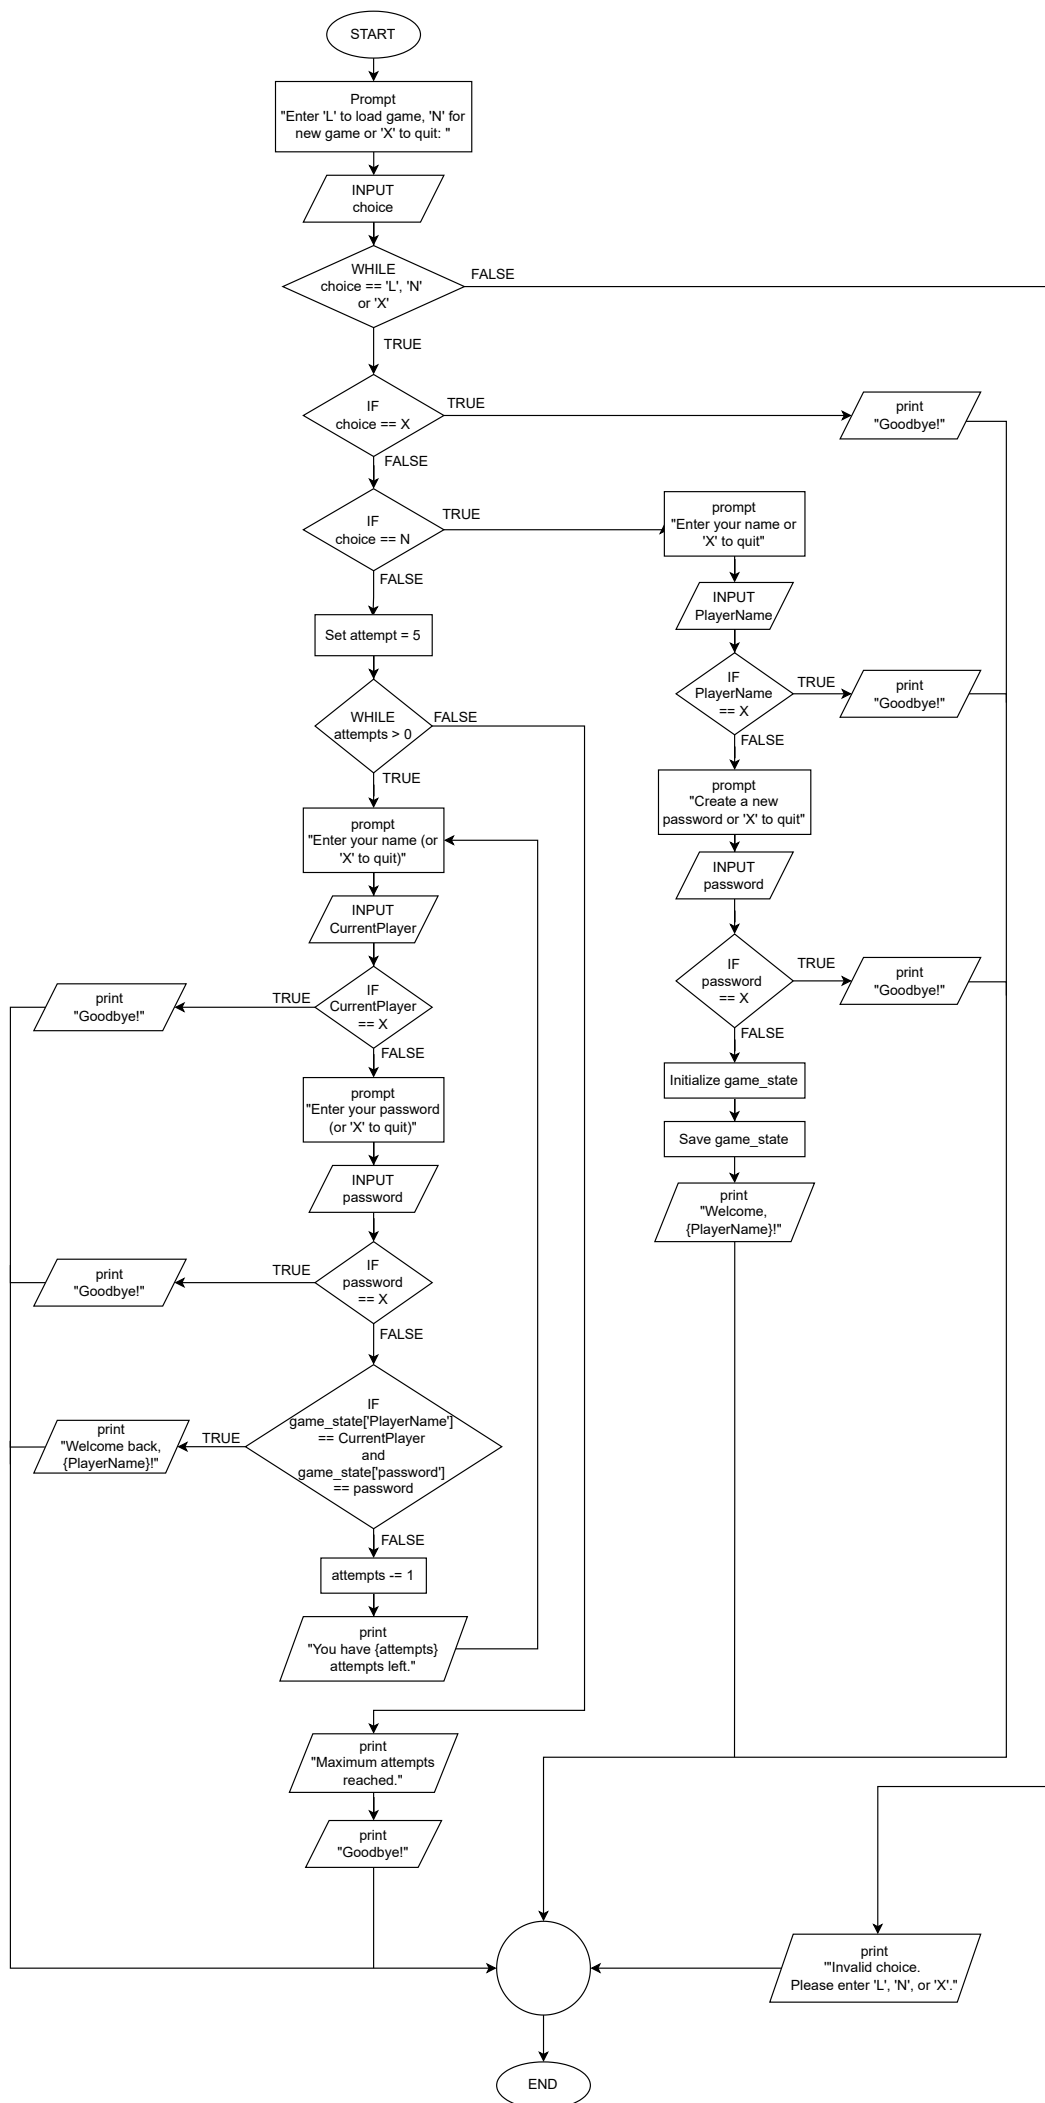 START
Prompt
"Enter 'L' to load game, 'N' for
new game or 'X' to quit: "
INPUT
choice
WHILE
choice == 'L', 'N'
or 'X'
FALSE
TRUE
IF
choice == X
TRUE
print
"Goodbye!"
FALSE
IF
choice == N
TRUE
prompt
"Enter your name or
'X' to quit"
FALSE
INPUT
PlayerName
Set attempt = 5
IF
PlayerName
== X
TRUE
print
"Goodbye!"
WHILE
attempts > 0
FALSE
FALSE
TRUE
prompt
"Create a new
password or 'X' to quit"
prompt
"Enter your name (or
'X' to quit)"
INPUT
password
INPUT
CurrentPlayer
IF
password
== X
TRUE
print
"Goodbye!"
IF
CurrentPlayer
== X
TRUE
print
"Goodbye!"
FALSE
FALSE
Initialize game_state
prompt
"Enter your password
(or 'X' to quit)"
Save game_state
INPUT
password
print
"Welcome,
{PlayerName}!"
IF
password
== X
TRUE
print
"Goodbye!"
FALSE
IF
game_state['PlayerName']
== CurrentPlayer
and
game_state['password']
== password
TRUE
print
"Welcome back,
{PlayerName}!"
FALSE
attempts -= 1
print
"You have {attempts}
attempts left."
print
"Maximum attempts
reached."
print
"Goodbye!"
print
'"Invalid choice.
Please enter 'L', 'N', or 'X'."
END